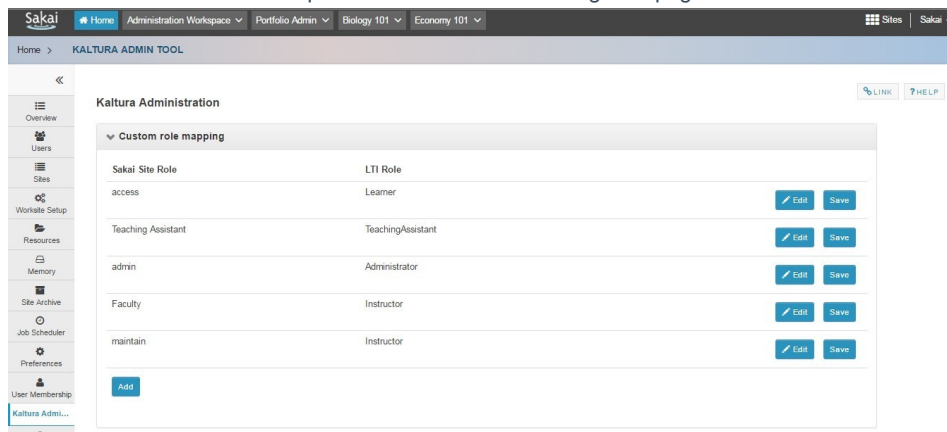 Sakai Home Administration Workspace Portfolio Admin Biology 101 Economy 101 Sites Sakai
Home > KALTURA ADMIN TOOL
LINK ? HELP
Overview
Users
Sites
Worksite Setup
Resources
Memory
Site Archive
Job Scheduler
Preferences
User Membership
Kaltura Admi...
Kaltura Administration
Custom role mapping
Sakai Site Role LTI Role
access Learner Edit Save
Teaching Assistant TeachingAssistant Edit Save
admin Administrator Edit Save
Faculty Instructor Edit Save
maintain Instructor Edit Save
Add